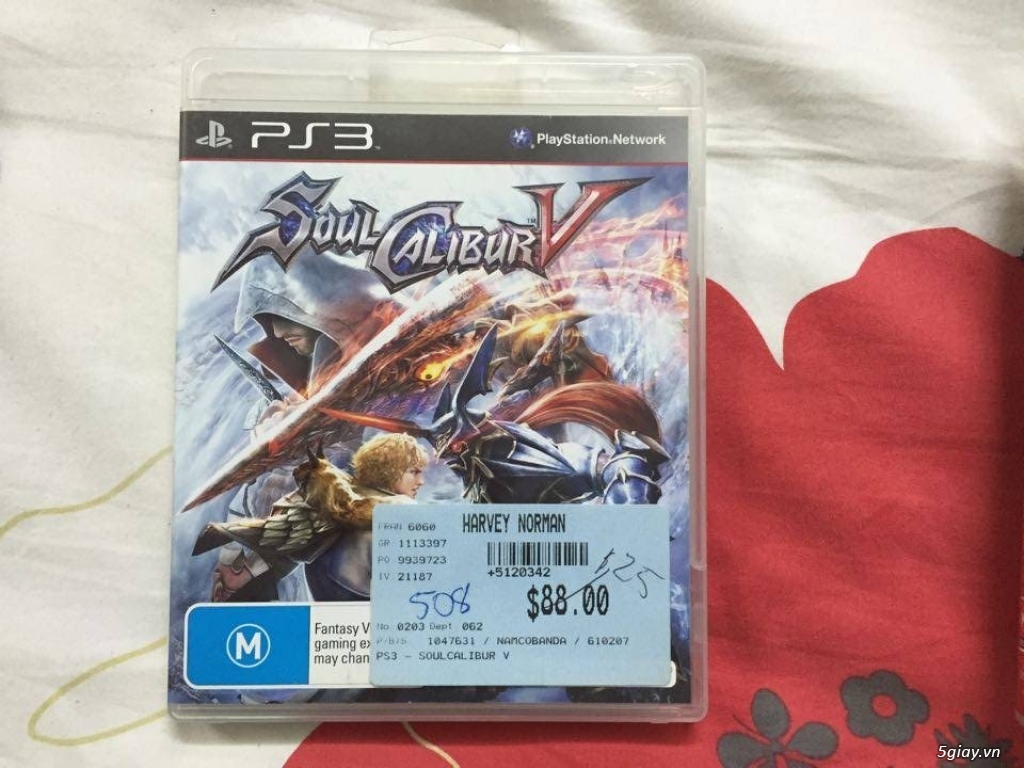 PS3
PlayStation Network
SOUL CALIBUR V
FRAN 6060 HARVEY NORMAN
GR 1113397
PO 9939723
+5120342
IV 21187
$25
508
$88.00
No 0203 Dept 062
P/B/S 1047631 / NAMCOBANDA / 610207
PS3 - SOULCALIBUR V
M
Fantasy V
gaming ex
may chan
5giay.vn